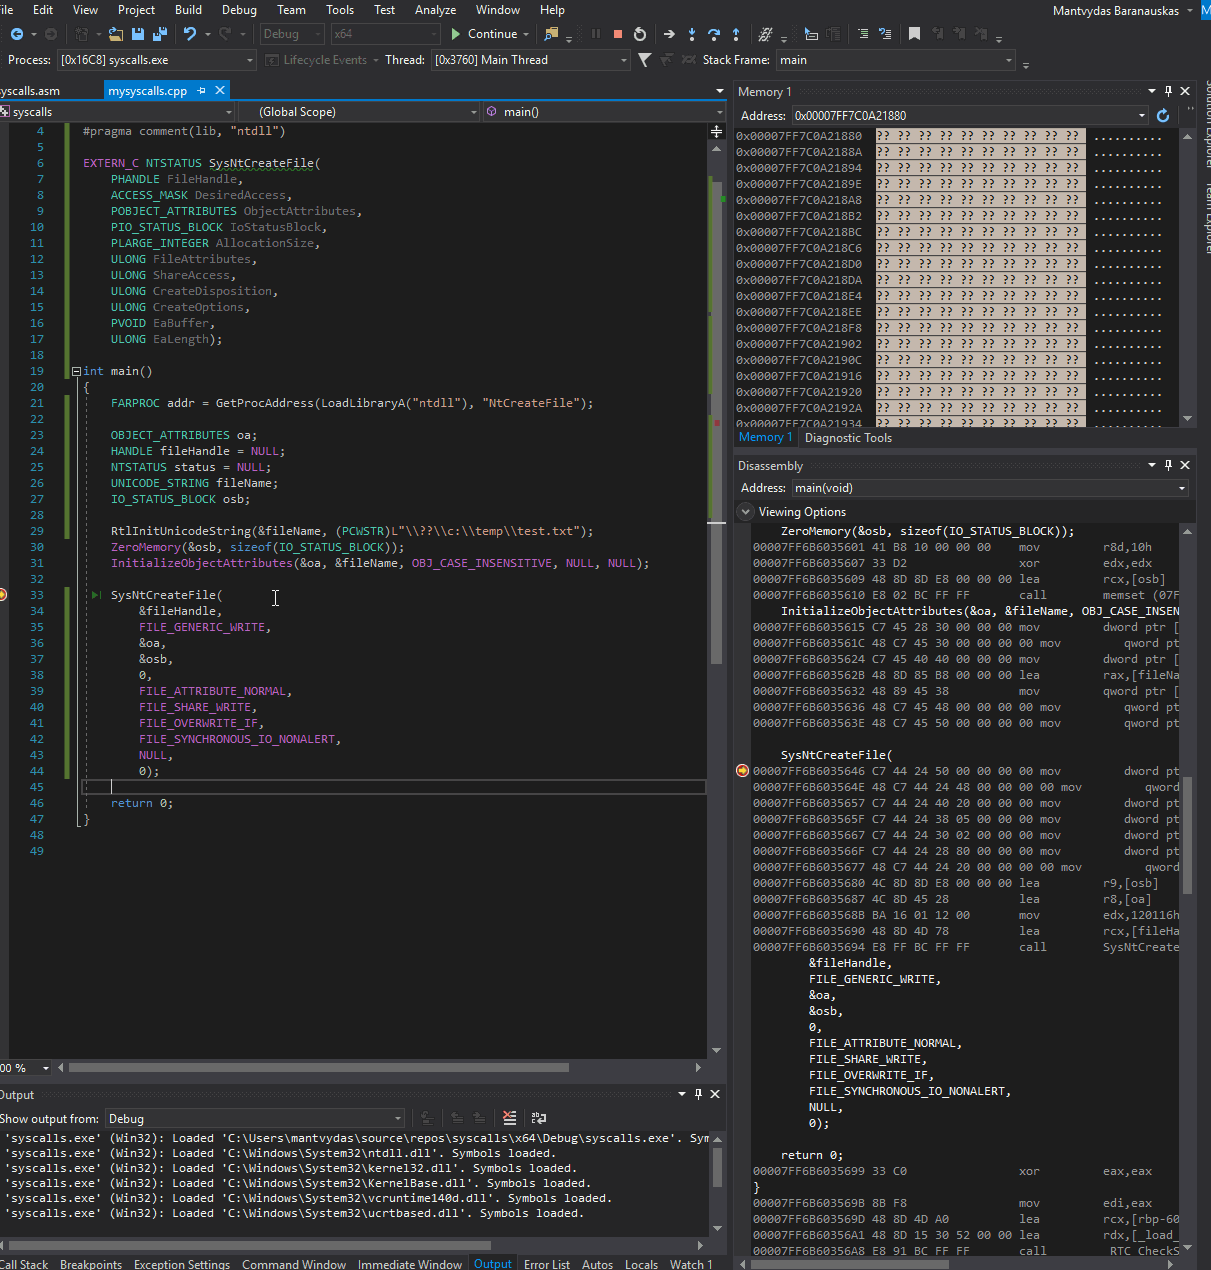 ile Edit View Project Build Debug Team Tools Test Analyze Window Help
Mantvydas Baranauskas
Debug x64 Continue
Process: [0x16C8] syscalls.exe Lifecycle Events Thread: [0x3760] Main Thread Stack Frame: main
syscalls.asm mysyscalls.cpp
syscalls (Global Scope) main()
4 #pragma comment(lib, "ntdll")
5
6 EXTERN_C NTSTATUS SysNtCreateFile(
7 PHANDLE FileHandle,
8 ACCESS_MASK DesiredAccess,
9 POBJECT_ATTRIBUTES ObjectAttributes,
10 PIO_STATUS_BLOCK IoStatusBlock,
11 PLARGE_INTEGER AllocationSize,
12 ULONG FileAttributes,
13 ULONG ShareAccess,
14 ULONG CreateDisposition,
15 ULONG CreateOptions,
16 PVOID EaBuffer,
17 ULONG EaLength);
18
19 int main()
20 {
21 FARPROC addr = GetProcAddress(LoadLibraryA("ntdll"), "NtCreateFile");
22
23 OBJECT_ATTRIBUTES oa;
24 HANDLE fileHandle = NULL;
25 NTSTATUS status = NULL;
26 UNICODE_STRING fileName;
27 IO_STATUS_BLOCK osb;
28
29 RtlInitUnicodeString(&fileName, (PCWSTR)L"\\??\\c:\\temp\\test.txt");
30 ZeroMemory(&osb, sizeof(IO_STATUS_BLOCK));
31 InitializeObjectAttributes(&oa, &fileName, OBJ_CASE_INSENSITIVE, NULL, NULL);
32
33 SysNtCreateFile(
34 &fileHandle,
35 FILE_GENERIC_WRITE,
36 &oa,
37 &osb,
38 0,
39 FILE_ATTRIBUTE_NORMAL,
40 FILE_SHARE_WRITE,
41 FILE_OVERWRITE_IF,
42 FILE_SYNCHRONOUS_IO_NONALERT,
43 NULL,
44 0);
45
46 return 0;
47 }
48
49
00 %
Output
Show output from: Debug
'syscalls.exe' (Win32): Loaded 'C:\Users\mantvydas\source\repos\syscalls\x64\Debug\syscalls.exe'. Sym
'syscalls.exe' (Win32): Loaded 'C:\Windows\System32\ntdll.dll'. Symbols loaded.
'syscalls.exe' (Win32): Loaded 'C:\Windows\System32\kernel32.dll'. Symbols loaded.
'syscalls.exe' (Win32): Loaded 'C:\Windows\System32\KernelBase.dll'. Symbols loaded.
'syscalls.exe' (Win32): Loaded 'C:\Windows\System32\vcruntime140d.dll'. Symbols loaded.
'syscalls.exe' (Win32): Loaded 'C:\Windows\System32\ucrtbased.dll'. Symbols loaded.
Call Stack Breakpoints Exception Settings Command Window Immediate Window Output Error List Autos Locals Watch 1
Memory 1
Address: 0x00007FF7C0A21880
0x00007FF7C0A21880 ?? ?? ?? ?? ?? ?? ?? ?? ?? ?? ..........
0x00007FF7C0A2188A ?? ?? ?? ?? ?? ?? ?? ?? ?? ?? ..........
0x00007FF7C0A21894 ?? ?? ?? ?? ?? ?? ?? ?? ?? ?? ..........
0x00007FF7C0A2189E ?? ?? ?? ?? ?? ?? ?? ?? ?? ?? ..........
0x00007FF7C0A218A8 ?? ?? ?? ?? ?? ?? ?? ?? ?? ?? ..........
0x00007FF7C0A218B2 ?? ?? ?? ?? ?? ?? ?? ?? ?? ?? ..........
0x00007FF7C0A218BC ?? ?? ?? ?? ?? ?? ?? ?? ?? ?? ..........
0x00007FF7C0A218C6 ?? ?? ?? ?? ?? ?? ?? ?? ?? ?? ..........
0x00007FF7C0A218D0 ?? ?? ?? ?? ?? ?? ?? ?? ?? ?? ..........
0x00007FF7C0A218DA ?? ?? ?? ?? ?? ?? ?? ?? ?? ?? ..........
0x00007FF7C0A218E4 ?? ?? ?? ?? ?? ?? ?? ?? ?? ?? ..........
0x00007FF7C0A218EE ?? ?? ?? ?? ?? ?? ?? ?? ?? ?? ..........
0x00007FF7C0A218F8 ?? ?? ?? ?? ?? ?? ?? ?? ?? ?? ..........
0x00007FF7C0A21902 ?? ?? ?? ?? ?? ?? ?? ?? ?? ?? ..........
0x00007FF7C0A2190C ?? ?? ?? ?? ?? ?? ?? ?? ?? ?? ..........
0x00007FF7C0A21916 ?? ?? ?? ?? ?? ?? ?? ?? ?? ?? ..........
0x00007FF7C0A21920 ?? ?? ?? ?? ?? ?? ?? ?? ?? ?? ..........
0x00007FF7C0A2192A ?? ?? ?? ?? ?? ?? ?? ?? ?? ?? ..........
0x00007FF7C0A21934 ?? ?? ?? ?? ?? ?? ?? ?? ?? ?? ..........
Memory 1 Diagnostic Tools
Disassembly
Address: main(void)
Viewing Options
ZeroMemory(&osb, sizeof(IO_STATUS_BLOCK));
00007FF6B6035601 41 B8 10 00 00 00 mov r8d,10h
00007FF6B6035607 33 D2 xor edx,edx
00007FF6B6035609 48 8D 8D E8 00 00 00 lea rcx,[osb]
00007FF6B6035610 E8 02 BC FF FF call memset (07F
InitializeObjectAttributes(&oa, &fileName, OBJ_CASE_INSEN
00007FF6B6035615 C7 45 28 30 00 00 00 mov dword ptr [
00007FF6B603561C 48 C7 45 30 00 00 00 00 mov qword pt
00007FF6B6035624 C7 45 40 40 00 00 00 mov dword ptr [
00007FF6B603562B 48 8D 85 B8 00 00 00 lea rax,[fileNa
00007FF6B6035632 48 89 45 38 mov qword ptr [
00007FF6B6035636 48 C7 45 48 00 00 00 00 mov qword pt
00007FF6B603563E 48 C7 45 50 00 00 00 00 mov qword pt
SysNtCreateFile(
00007FF6B6035646 C7 44 24 50 00 00 00 00 mov dword pt
00007FF6B603564E 48 C7 44 24 48 00 00 00 00 mov qword
00007FF6B6035657 C7 44 24 40 20 00 00 00 mov dword pt
00007FF6B603565F C7 44 24 38 05 00 00 00 mov dword pt
00007FF6B6035667 C7 44 24 30 02 00 00 00 mov dword pt
00007FF6B603566F C7 44 24 28 80 00 00 00 mov dword pt
00007FF6B6035677 48 C7 44 24 20 00 00 00 00 mov qword
00007FF6B6035680 4C 8D 8D E8 00 00 00 lea r9,[osb]
00007FF6B6035687 4C 8D 45 28 lea r8,[oa]
00007FF6B603568B BA 16 01 12 00 mov edx,120116h
00007FF6B6035690 48 8D 4D 78 lea rcx,[fileHa
00007FF6B6035694 E8 FF BC FF FF call SysNtCreate
&fileHandle,
FILE_GENERIC_WRITE,
&oa,
&osb,
0,
FILE_ATTRIBUTE_NORMAL,
FILE_SHARE_WRITE,
FILE_OVERWRITE_IF,
FILE_SYNCHRONOUS_IO_NONALERT,
NULL,
0);
return 0;
00007FF6B6035699 33 C0 xor eax,eax
}
00007FF6B603569B 8B F8 mov edi,eax
00007FF6B603569D 48 8D 4D A0 lea rcx,[rbp-60
00007FF6B60356A1 48 8D 15 30 52 00 00 lea rdx,[_load_
00007FF6B60356A8 E8 91 BC FF FF call _RTC_CheckS
Solution Explorer
Team Explorer